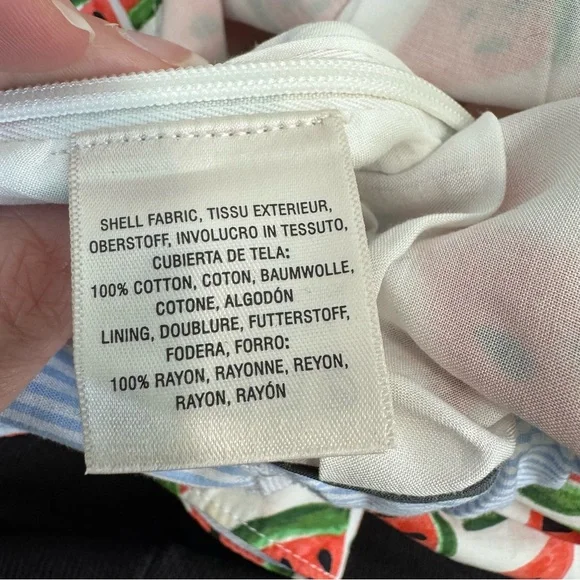 SHELL FABRIC, TISSU EXTERIEUR,
OBERSTOFF, INVOLUCRO IN TESSUTO,
CUBIERTA DE TELA:
100% COTTON, COTON, BAUMWOLLE,
COTONE, ALGODÓN
LINING, DOUBLURE, FUTTERSTOFF,
FODERA, FORRO:
100% RAYON, RAYONNE, REYON,
RAYON, RAYÓN